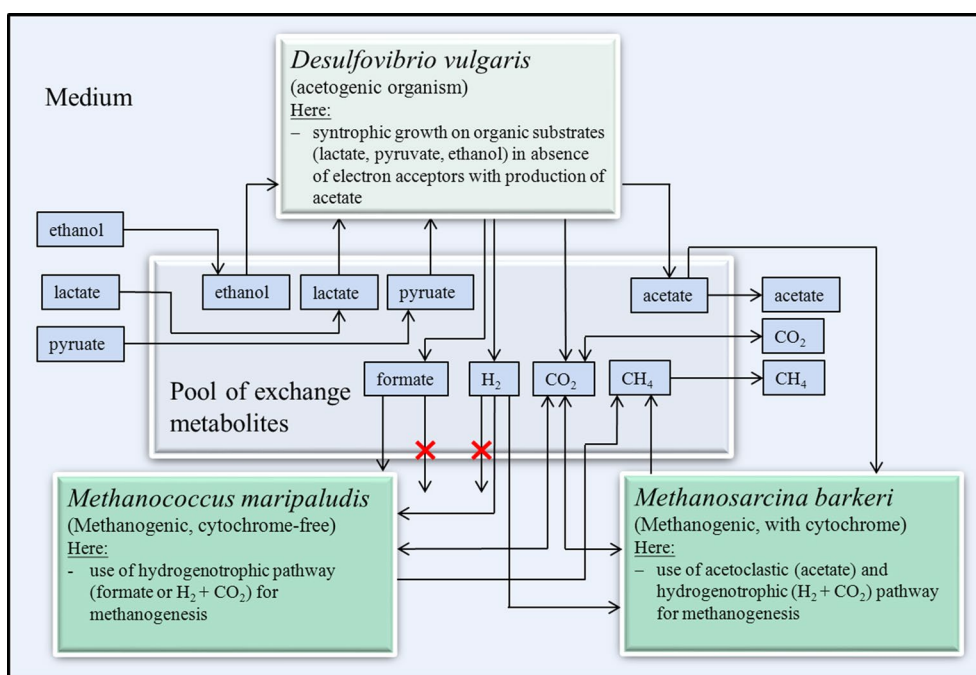 Desulfovibrio vulgaris
(acetogenic organism)
Here:
– syntrophic growth on organic substrates
(lactate, pyruvate, ethanol) in absence
of electron acceptors with production of
acetate
Medium
ethanol
lactate
pyruate
ethanol
lactate
pyruate
acetate
acetate
CO₂
formate
H₂
CO₂
CH₄
CH₄
Pool of exchange
metabolites
Methanococcus maripaludis
(Methanogenic, cytochrome-free)
Here:
- use of hydrogenotrophic pathway
(formate or H₂ + CO₂) for
methanogenesis
Methanosarcina barkeri
(Methanogenic, with cytochrome)
Here:
– use of acetoclastic (acetate) and
hydrogenotrophic (H₂ + CO₂) pathway
for methanogenesis